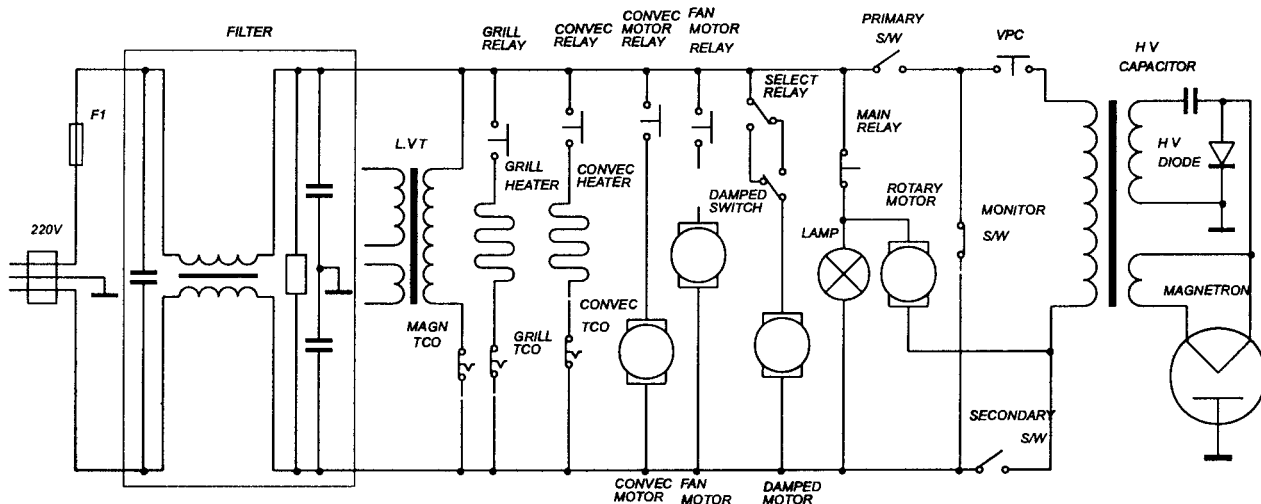 FILTER
GRILL
RELAY
CONVEC
RELAY
CONVEC
MOTOR
RELAY
FAN
MOTOR
RELAY
PRIMARY
S/W
VPC
H V
CAPACITOR
F1
L.V.T
SELECT
RELAY
MAIN
RELAY
H V
DIODE
GRILL
HEATER
CONVEC
HEATER
DAMPED
SWITCH
ROTARY
MOTOR
MONITOR
S/W
220V
LAMP
MAGNETRON
MAGN
TCO
GRILL
TCO
CONVEC
TCO
SECONDARY
S/W
CONVEC
MOTOR
FAN
MOTOR
DAMPED
MOTOR